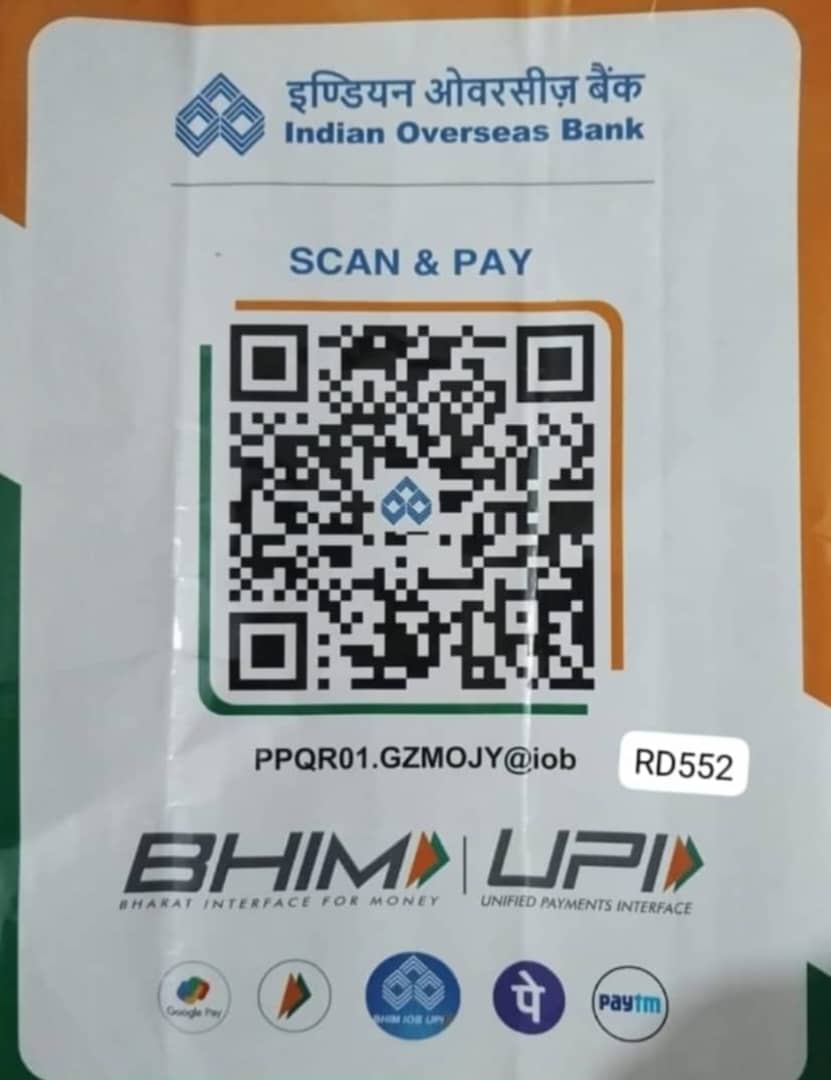 इण्डियन ओवरसीज़ बैंक
Indian Overseas Bank
SCAN & PAY
PPQR01.GZMOJY@iob
RD552
BHIM UPI
BHARAT INTERFACE FOR MONEY UNIFIED PAYMENTS INTERFACE
Google Pay BHIM IOB UPI पे paytm